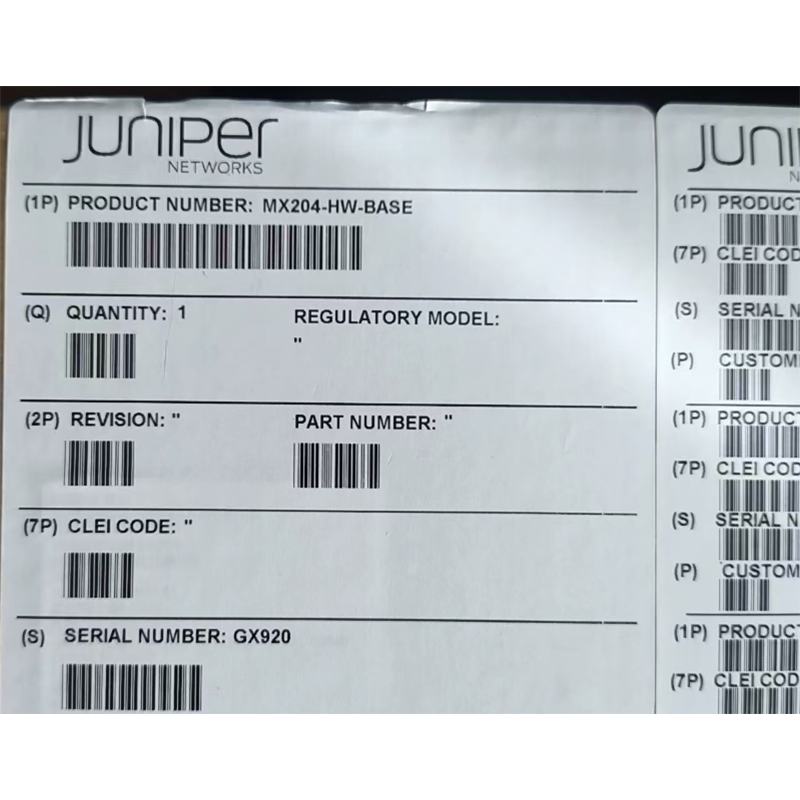 JUNIPer
NETWORKS
(1P) PRODUCT NUMBER: MX204-HW-BASE
(Q) QUANTITY: 1
REGULATORY MODEL:
"
(2P) REVISION: "
PART NUMBER: "
(7P) CLEI CODE: "
(S) SERIAL NUMBER: GX920
JUNI
N
(1P) PRODUCT
(7P) CLEI COD
(S) SERIAL N
(P) CUSTOM
(1P) PRODUCT
(7P) CLEI COD
(S) SERIAL N
(P) CUSTOM
(1P) PRODUCT
(7P) CLEI COD